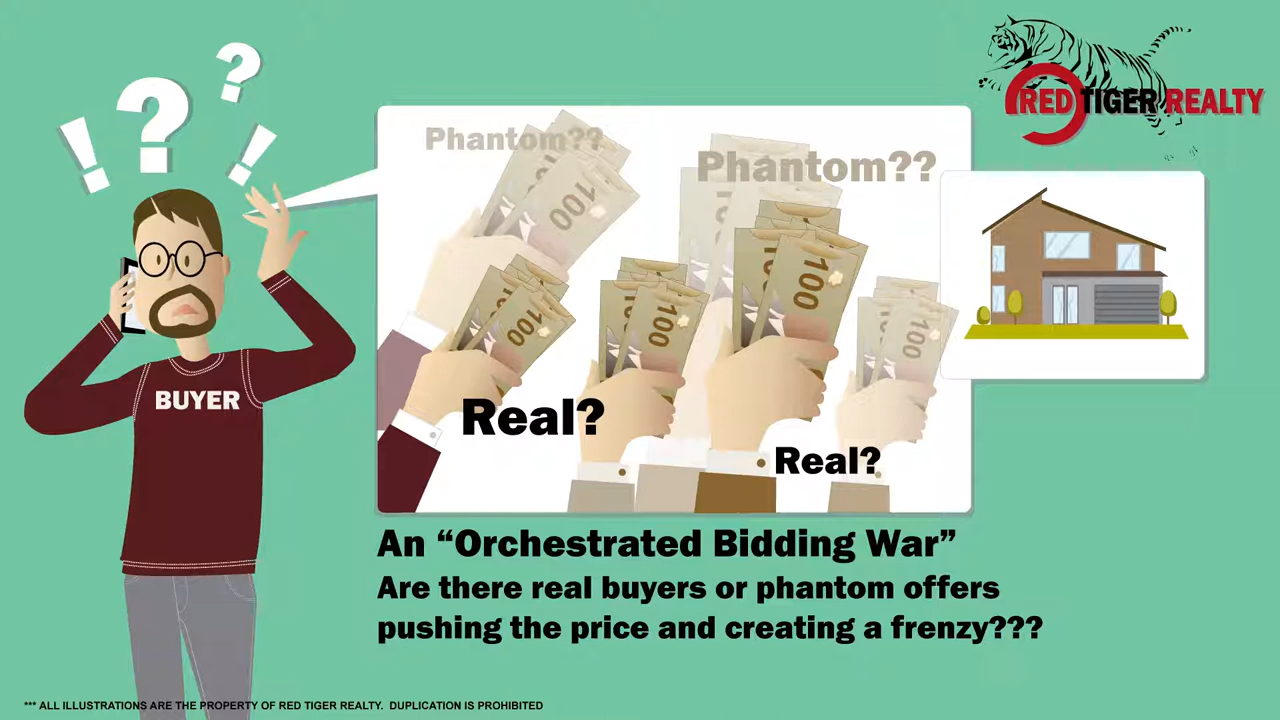 ! ? ! ?
RED TIGER REALTY
Phantom??
Phantom??
100
100
100
100
100
BUYER
Real?
Real?
An “Orchestrated Bidding War”
Are there real buyers or phantom offers
pushing the price and creating a frenzy???
*** ALL ILLUSTRATIONS ARE THE PROPERTY OF RED TIGER REALTY. DUPLICATION IS PROHIBITED